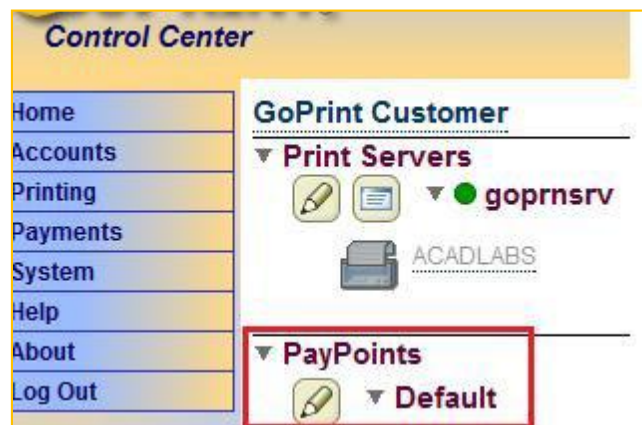 Control Center
Home
Accounts
Printing
Payments
System
Help
About
Log Out
GoPrint Customer
Print Servers
goprnsrv
ACADLABS
PayPoints
Default